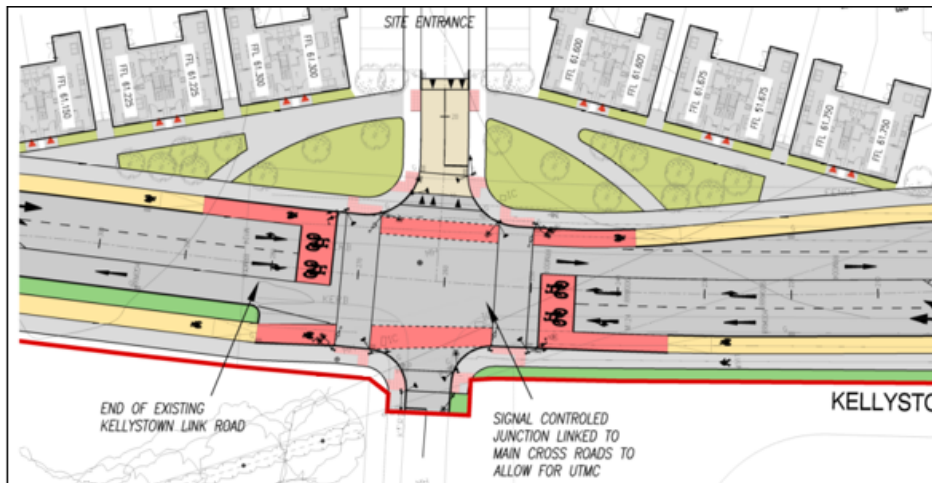 SITE ENTRANCE
FFL 61.150
FFL 61.225
FFL 61.225
FFL 61.300
FFL 61.300
FFL 61.600
FFL 61.600
FFL 61.675
FFL 61.675
FFL 61.750
FFL 61.750
KERB
END OF EXISTING
KELLYSTOWN LINK ROAD
SIGNAL CONTROLED
JUNCTION LINKED TO
MAIN CROSS ROADS TO
ALLOW FOR UTMC
KELLYSTO